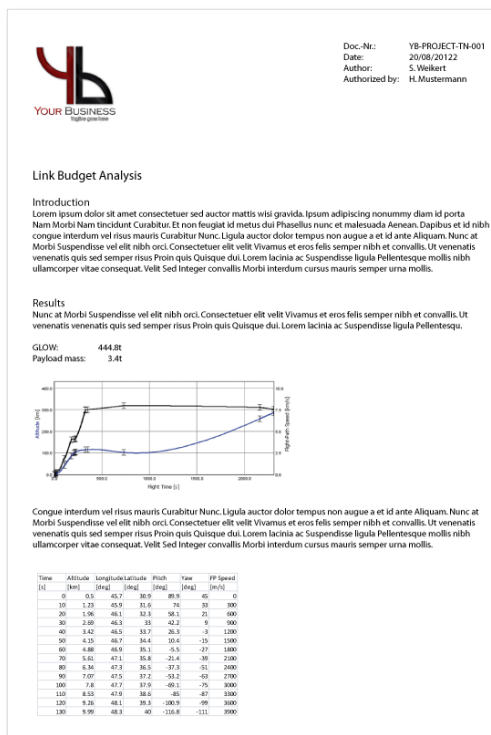 YOUR BUSINESS
Tagline goes here
Doc.-Nr.: YB-PROJECT-TN-001
Date: 20/08/20122
Author: S. Weikert
Authorized by: H. Mustermann
Link Budget Analysis
Introduction
Lorem ipsum dolor sit amet consectetuer sed auctor mattis wisi gravida. Ipsum adipiscing nonummy diam id porta
Nam Morbi Nam tincidunt Curabitur. Et non feugiat id metus dui Phasellus nunc et malesuada Aenean. Dapibus et id nibh
congue interdum vel risus mauris Curabitur Nunc. Ligula auctor dolor tempus non augue a et id ante Aliquam. Nunc at
Morbi Suspendisse vel elit nibh orci. Consectetuer elit velit Vivamus et eros felis semper nibh et convallis. Ut venenatis
venenatis quis sed semper risus Proin quis Quisque dui. Lorem lacinia ac Suspendisse ligula Pellentesque mollis nibh
ullamcorper vitae consequat. Velit Sed Integer convallis Morbi interdum cursus mauris semper urna mollis.
Results
Nunc at Morbi Suspendisse vel elit nibh orci. Consectetuer elit velit Vivamus et eros felis semper nibh et convallis. Ut
venenatis venenatis quis sed semper risus Proin quis Quisque dui. Lorem lacinia ac Suspendisse ligula Pellentesqu.
GLOW: 444.8t
Payload mass: 3.4t
Altitude [km]
Flight-Path Speed [km/s]
Flight Time [s]
Congue interdum vel risus mauris Curabitur Nunc. Ligula auctor dolor tempus non augue a et id ante Aliquam. Nunc at
Morbi Suspendisse vel elit nibh orci. Consectetuer elit velit Vivamus et eros felis semper nibh et convallis. Ut venenatis
venenatis quis sed semper risus Proin quis Quisque dui. Lorem lacinia ac Suspendisse ligula Pellentesque mollis nibh
ullamcorper vitae consequat. Velit Sed Integer convallis Morbi interdum cursus mauris semper urna mollis.
Time Altitude Longitude Latitude Pitch Yaw FP Speed
[s] [km] [deg] [deg] [deg] [deg] [m/s]
0 0.5 45.7 30.9 89.9 45 0
10 1.23 45.9 31.6 74 33 300
20 1.96 46.1 32.3 58.1 21 600
30 2.69 46.3 33 42.2 9 900
40 3.42 46.5 33.7 26.3 -3 1200
50 4.15 46.7 34.4 10.4 -15 1500
60 4.88 46.9 35.1 -5.5 -27 1800
70 5.61 47.1 35.8 -21.4 -39 2100
80 6.34 47.3 36.5 -37.3 -51 2400
90 7.07 47.5 37.2 -53.2 -63 2700
100 7.8 47.7 37.9 -69.1 -75 3000
110 8.53 47.9 38.6 -85 -87 3300
120 9.26 48.1 39.3 -100.9 -99 3600
130 9.99 48.3 40 -116.8 -111 3900